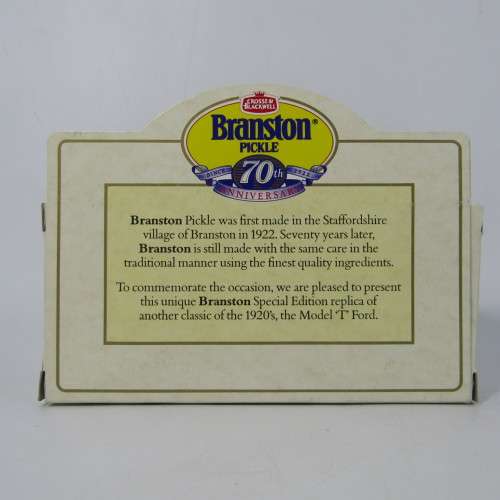 CROSSE & BLACKWELL
Branston®
PICKLE
SINCE 70th 1922
ANNIVERSARY
Branston Pickle was first made in the Staffordshire
village of Branston in 1922. Seventy years later,
Branston is still made with the same care in the
traditional manner using the finest quality ingredients.
To commemorate the occasion, we are pleased to present
this unique Branston Special Edition replica of
another classic of the 1920's, the Model 'T' Ford.